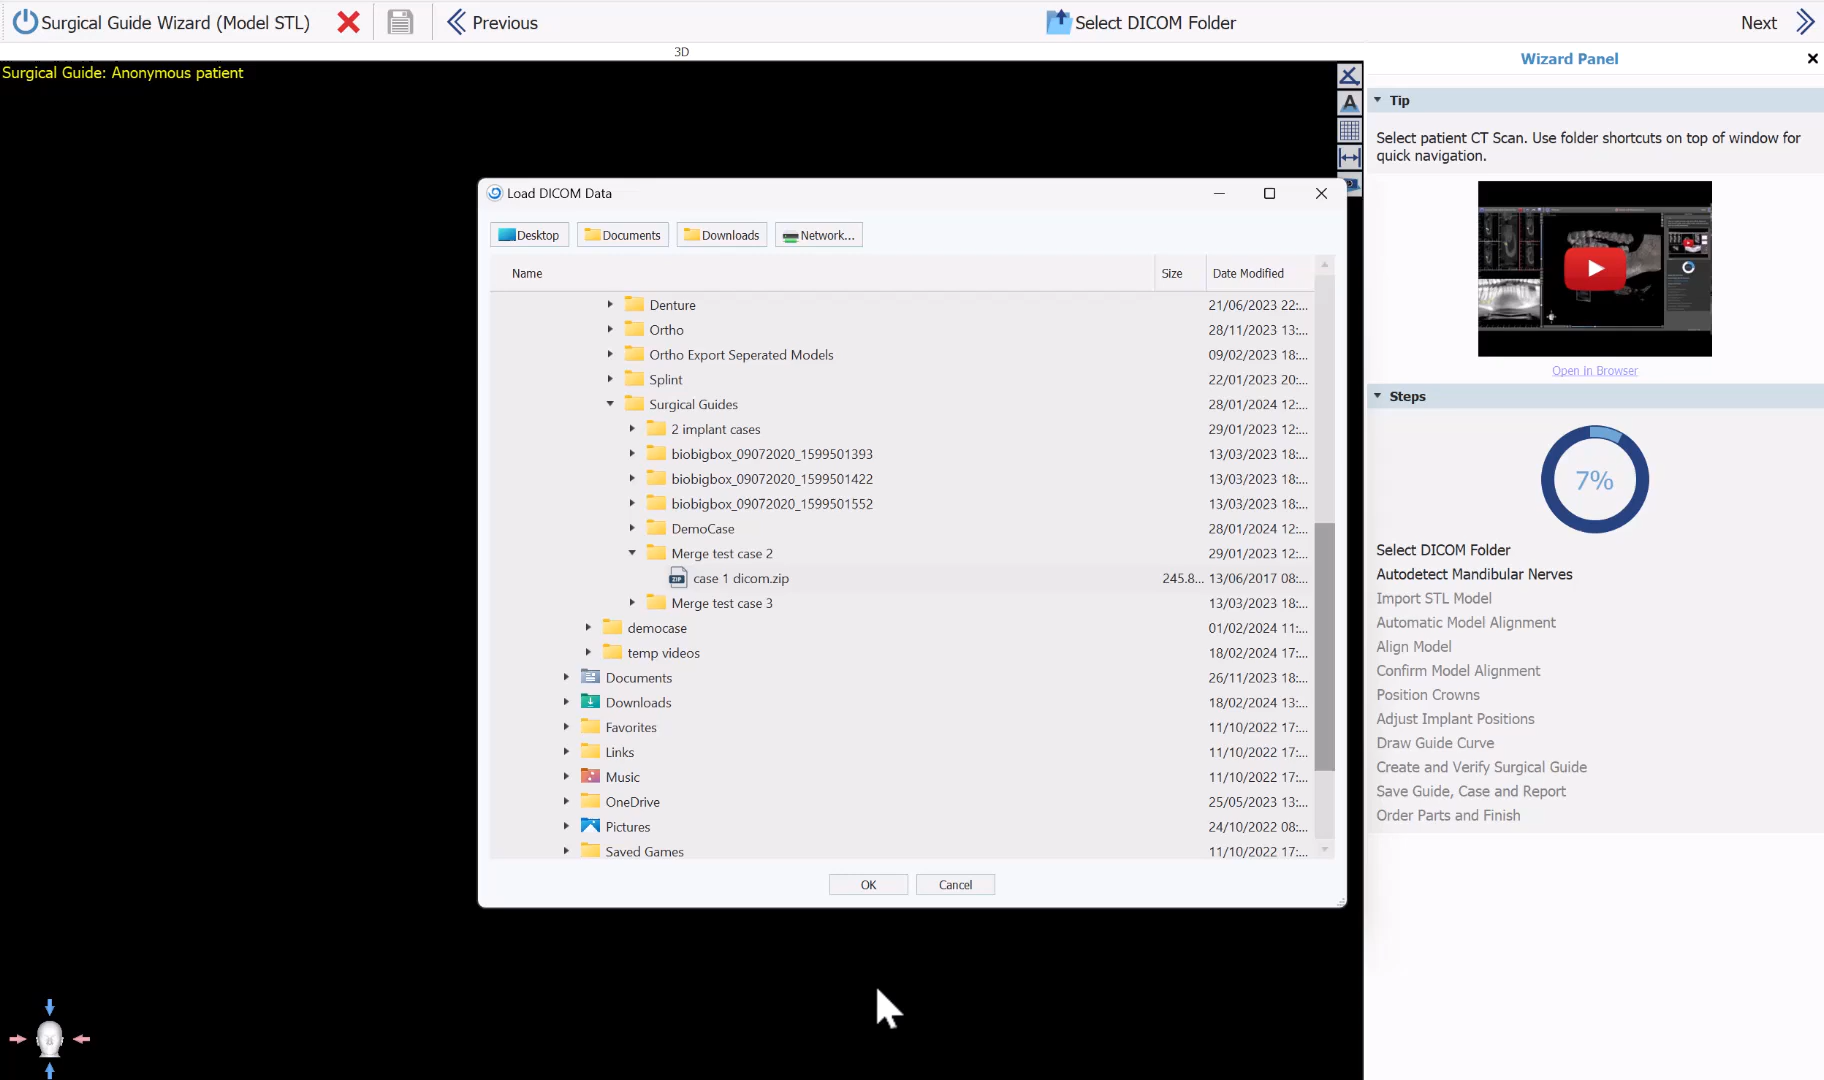 Surgical Guide Wizard (Model STL)
Previous
Select DICOM Folder
Next
3D
Surgical Guide: Anonymous patient
Wizard Panel
Tip
Select patient CT Scan. Use folder shortcuts on top of window for
quick navigation.
Open in Browser
Steps
7%
Select DICOM Folder
Autodetect Mandibular Nerves
Import STL Model
Automatic Model Alignment
Align Model
Confirm Model Alignment
Position Crowns
Adjust Implant Positions
Draw Guide Curve
Create and Verify Surgical Guide
Save Guide, Case and Report
Order Parts and Finish
Load DICOM Data
Desktop Documents Downloads Network...
Name Size Date Modified
Denture 21/06/2023 22:...
Ortho 28/11/2023 13:...
Ortho Export Seperated Models 09/02/2023 18:...
Splint 22/01/2023 20:...
Surgical Guides 28/01/2024 12:...
2 implant cases 29/01/2023 12:...
biobigbox_09072020_1599501393 13/03/2023 18:...
biobigbox_09072020_1599501422 13/03/2023 18:...
biobigbox_09072020_1599501552 13/03/2023 18:...
DemoCase 28/01/2024 12:...
Merge test case 2 29/01/2023 12:...
ZIP case 1 dicom.zip 245.8... 13/06/2017 08:...
Merge test case 3 13/03/2023 18:...
democase 01/02/2024 11:...
temp videos 18/02/2024 17:...
Documents 26/11/2023 18:...
Downloads 18/02/2024 13:...
Favorites 11/10/2022 17:...
Links 11/10/2022 17:...
Music 11/10/2022 17:...
OneDrive 25/05/2023 13:...
Pictures 24/10/2022 08:...
Saved Games 11/10/2022 17:...
OK Cancel